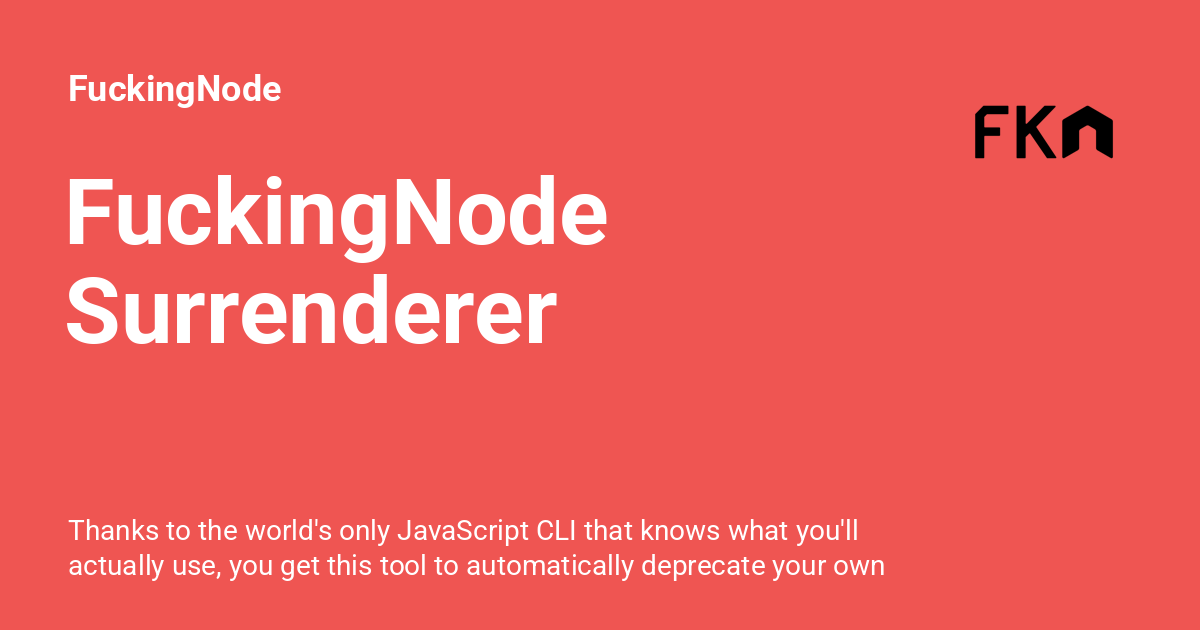 FuckingNode
FKn
FuckingNode
Surrenderer
Thanks to the world's only JavaScript CLI that knows what you'll
actually use, you get this tool to automatically deprecate your own